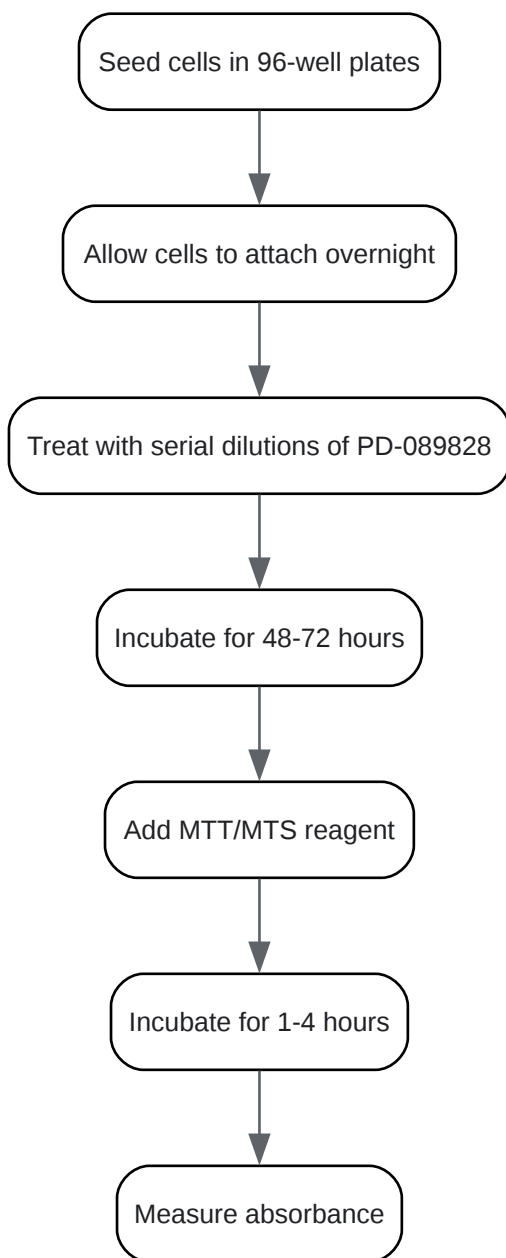 Seed cells in 96-well plates
Allow cells to attach overnight
Treat with serial dilutions of PD-089828
Incubate for 48-72 hours
Add MTT/MTS reagent
Incubate for 1-4 hours
Measure absorbance